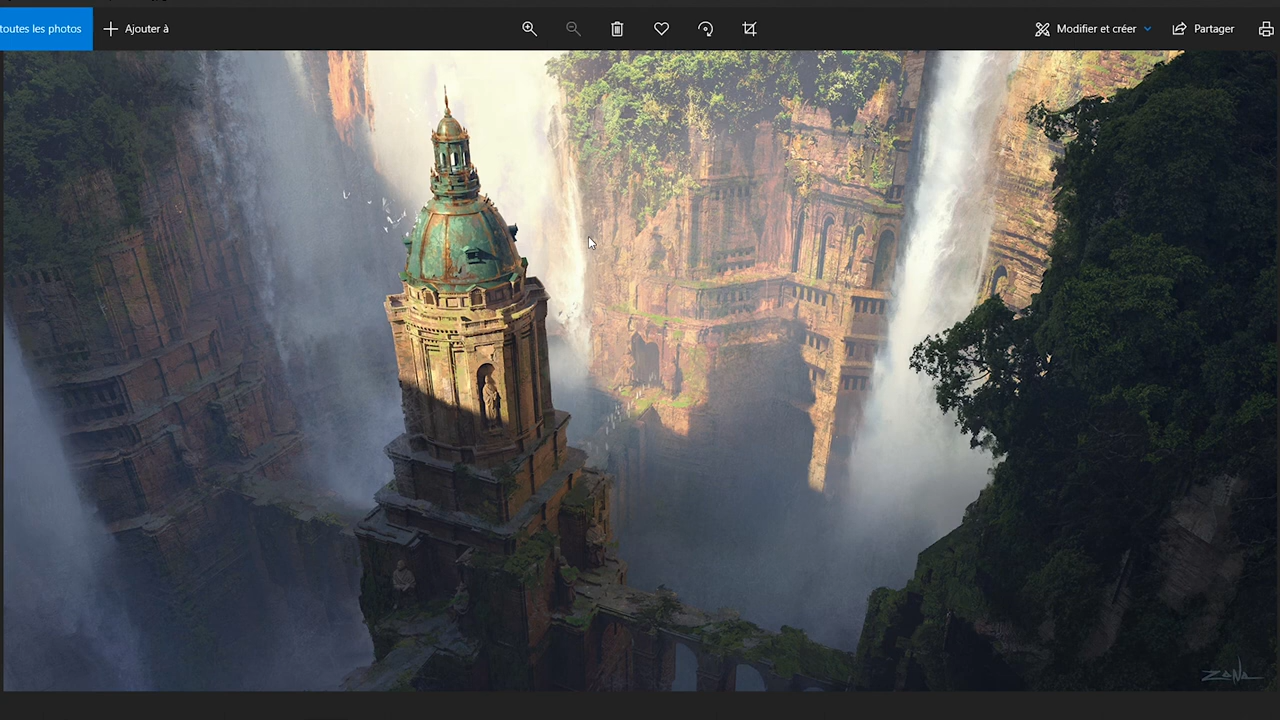 toutes les photos
Ajouter à
Modifier et créer
Partager